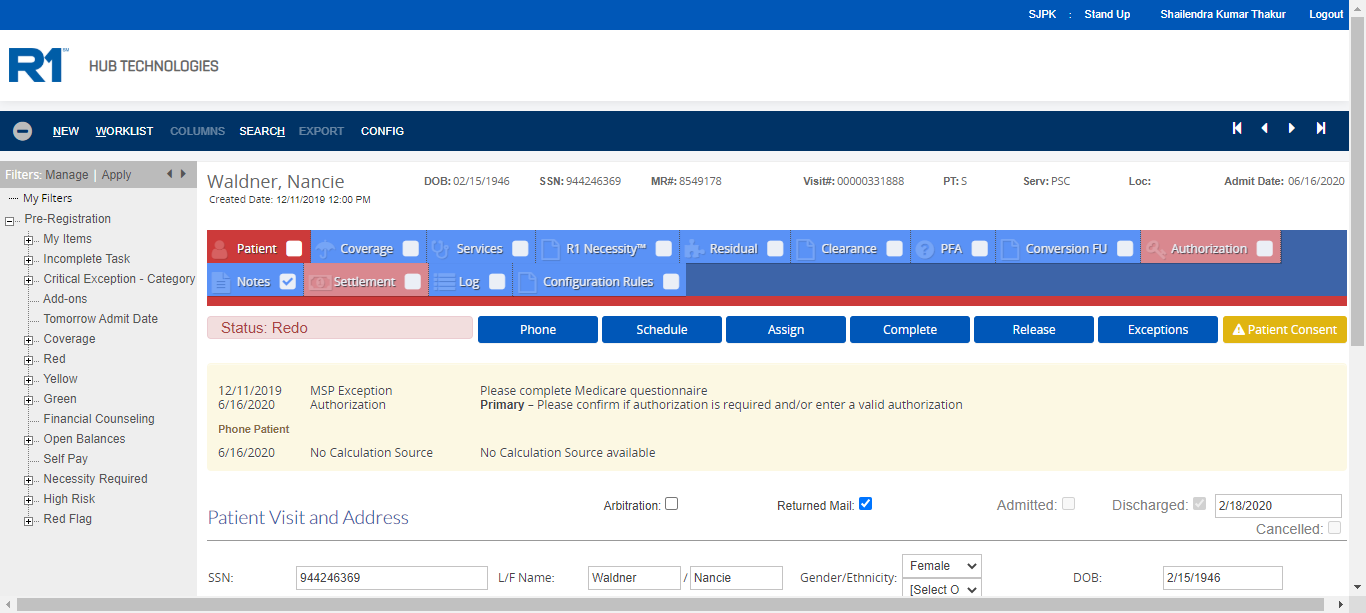 SJPK : Stand Up Shailendra Kumar Thakur Logout
R1 HUB TECHNOLOGIES
NEW WORKLIST COLUMNS SEARCH EXPORT CONFIG
Filters: Manage | Apply
My Filters
Pre-Registration
My Items
Incomplete Task
Critical Exception - Category
Add-ons
Tomorrow Admit Date
Coverage
Red
Yellow
Green
Financial Counseling
Open Balances
Self Pay
Necessity Required
High Risk
Red Flag
Waldner, Nancie DOB: 02/15/1946 SSN: 944246369 MR#: 8549178 Visit#: 00000331888 PT: S Serv: PSC Loc: Admit Date: 06/16/2020
Created Date: 12/11/2019 12:00 PM
Patient Coverage Services R1 Necessity™ Residual Clearance PFA Conversion FU Authorization
Notes Settlement Log Configuration Rules
Status: Redo Phone Schedule Assign Complete Release Exceptions Patient Consent
12/11/2019 MSP Exception Please complete Medicare questionnaire
6/16/2020 Authorization Primary – Please confirm if authorization is required and/or enter a valid authorization
Phone Patient
6/16/2020 No Calculation Source No Calculation Source available
Patient Visit and Address Arbitration: Returned Mail: Admitted: Discharged: 2/18/2020
Cancelled:
SSN: 944246369 L/F Name: Waldner / Nancie Gender/Ethnicity: Female DOB: 2/15/1946
[Select O